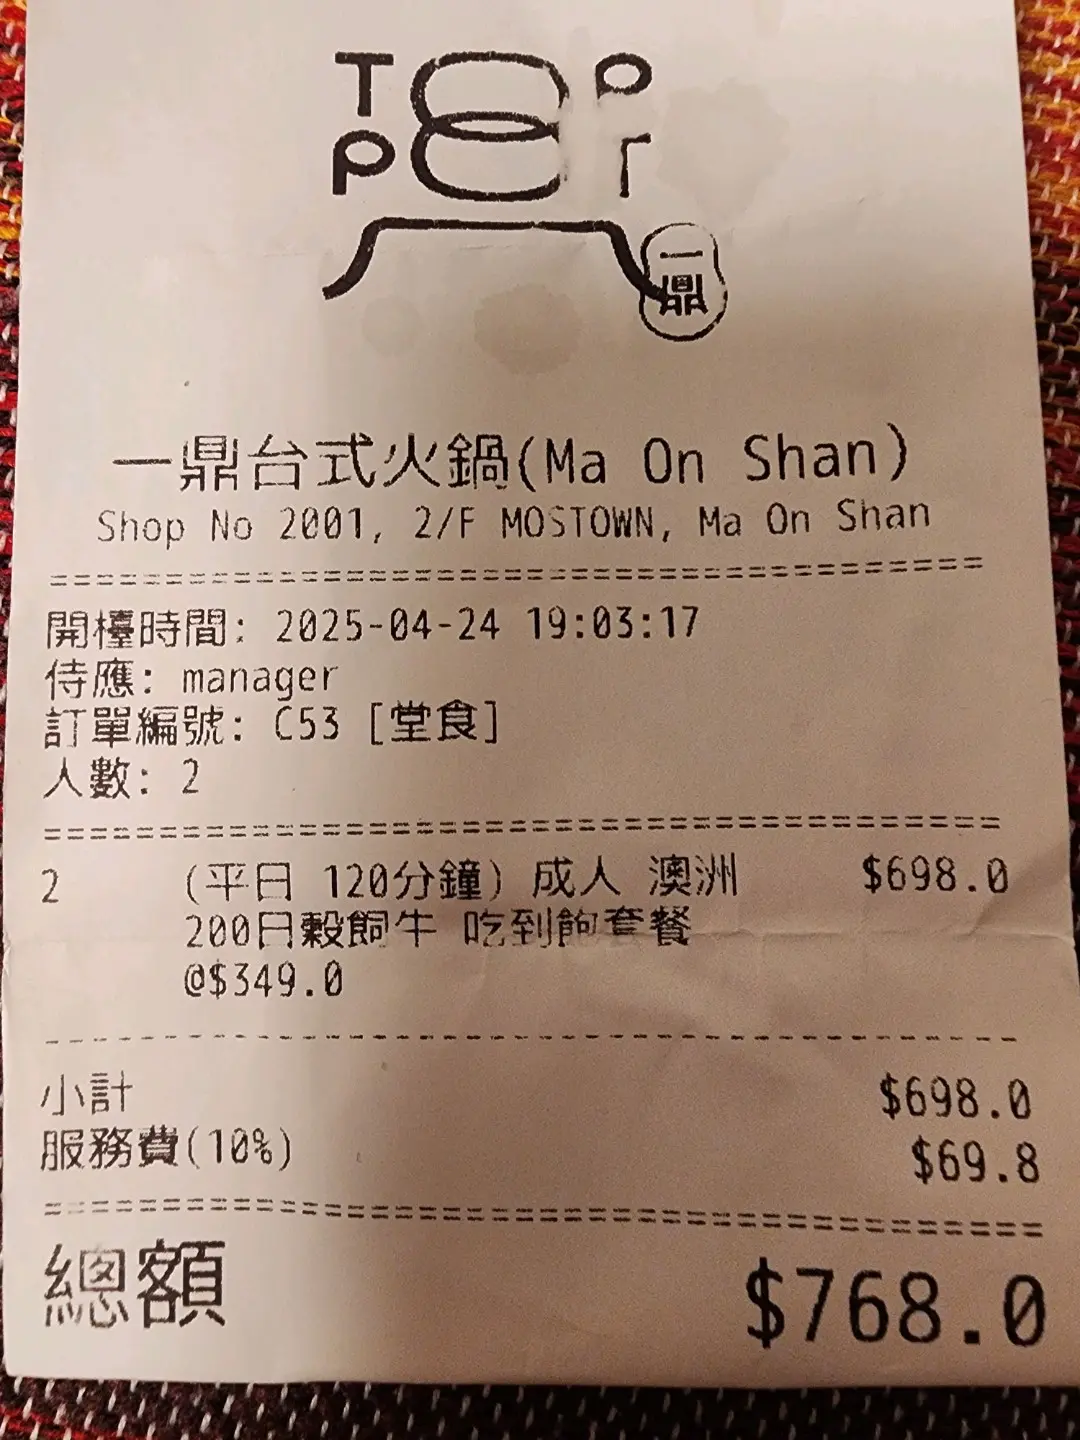 TOP
POT
一鼎
一鼎台式火鍋(Ma On Shan)
Shop No 2001, 2/F MOSTOWN, Ma On Shan
開檯時間: 2025-04-24 19:03:17
侍應: manager
訂單編號: C53 [堂食]
人數: 2
2 (平日 120分鐘) 成人 澳洲 $698.0
200日穀飼牛 吃到飽套餐
@$349.0
小計 $698.0
服務費(10%) $69.8
總額 $768.0